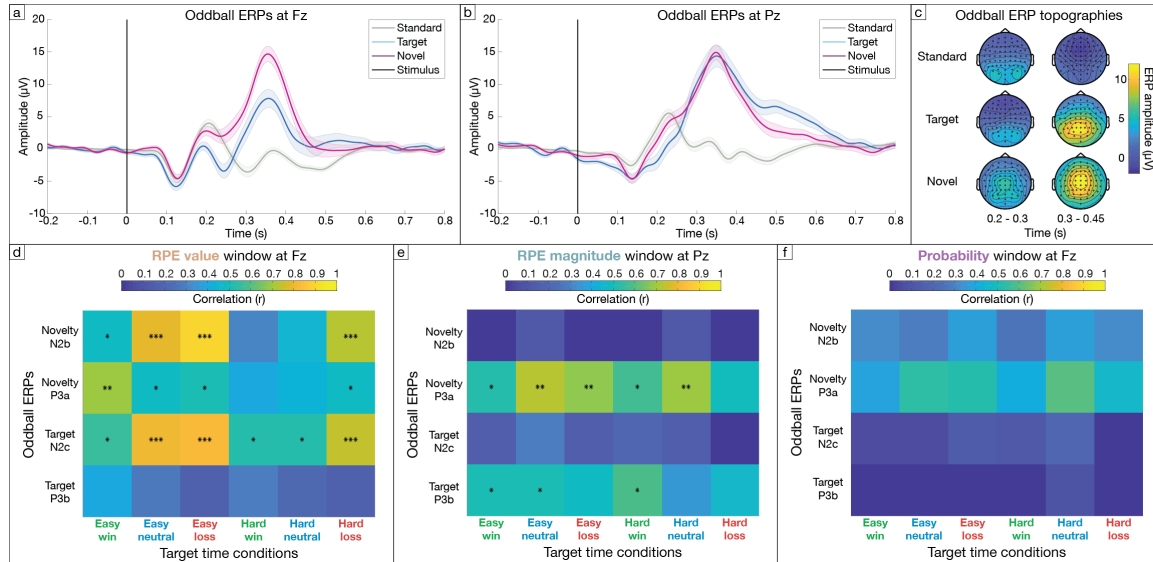 a
Oddball ERPs at Fz
20
15
10
5
0
-5
-10
Amplitude (µV)
Standard
Target
Novel
Stimulus
-0.2 -0.1 0 0.1 0.2 0.3 0.4 0.5 0.6 0.7 0.8
Time (s)
b
Oddball ERPs at Pz
20
15
10
5
0
-5
-10
Amplitude (µV)
Standard
Target
Novel
Stimulus
-0.2 -0.1 0 0.1 0.2 0.3 0.4 0.5 0.6 0.7 0.8
Time (s)
c
Oddball ERP topographies
Standard
Target
Novel
0.2 - 0.3 0.3 - 0.45
Time (s)
10
5
0
ERP amplitude (µV)
d
RPE value window at Fz
0 0.1 0.2 0.3 0.4 0.5 0.6 0.7 0.8 0.9 1
Correlation (r)
Oddball ERPs
Novelty
N2b
* *** *** ***
Novelty
P3a
** * * *
Target
N2c
* *** *** * * ***
Target
P3b
Easy Easy Easy Hard Hard Hard
win neutral loss win neutral loss
Target time conditions
e
RPE magnitude window at Pz
0 0.1 0.2 0.3 0.4 0.5 0.6 0.7 0.8 0.9 1
Correlation (r)
Oddball ERPs
Novelty
N2b
Novelty
P3a
* ** ** * **
Target
N2c
Target
P3b
* * *
Easy Easy Easy Hard Hard Hard
win neutral loss win neutral loss
Target time conditions
f
Probability window at Fz
0 0.1 0.2 0.3 0.4 0.5 0.6 0.7 0.8 0.9 1
Correlation (r)
Oddball ERPs
Novelty
N2b
Novelty
P3a
Target
N2c
Target
P3b
Easy Easy Easy Hard Hard Hard
win neutral loss win neutral loss
Target time conditions